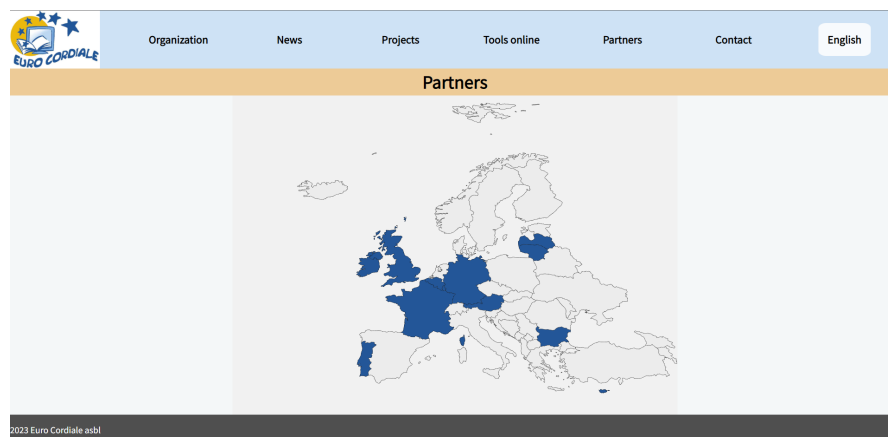 EURO CORDIALE
Organization
News
Projects
Tools online
Partners
Contact
English
Partners
2023 Euro Cordiale asbl